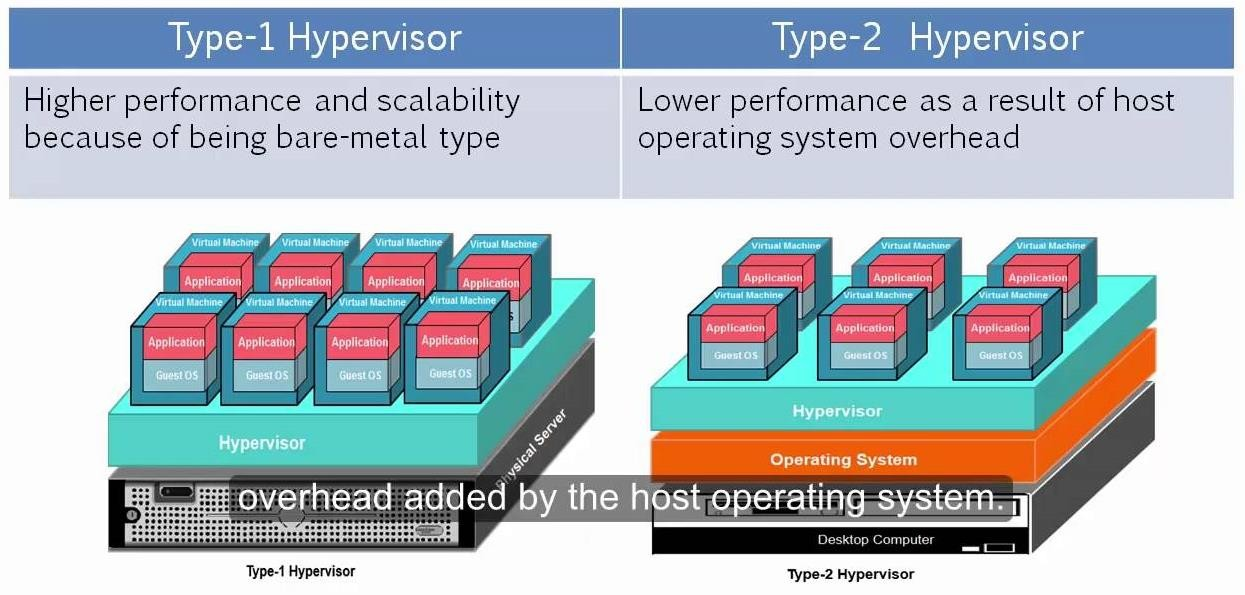 Type-1 Hypervisor
Type-2 Hypervisor
Higher performance and scalability
because of being bare-metal type
Lower performance as a result of host
operating system overhead
Virtual Machine
Virtual Machine
Virtual Machine
Virtual Machine
Application
Application
Application
Application
Virtual Machine
Virtual Machine
Virtual Machine
Virtual Machine
Application
Application
Application
Application
Guest OS
Guest OS
Guest OS
Guest OS
Hypervisor
Physical Server
Type-1 Hypervisor
Virtual Machine
Virtual Machine
Virtual Machine
Application
Application
Application
Virtual Machine
Virtual Machine
Virtual Machine
Application
Application
Application
Guest OS
Guest OS
Guest OS
Hypervisor
Operating System
overhead added by the host operating system.
Desktop Computer
Type-2 Hypervisor